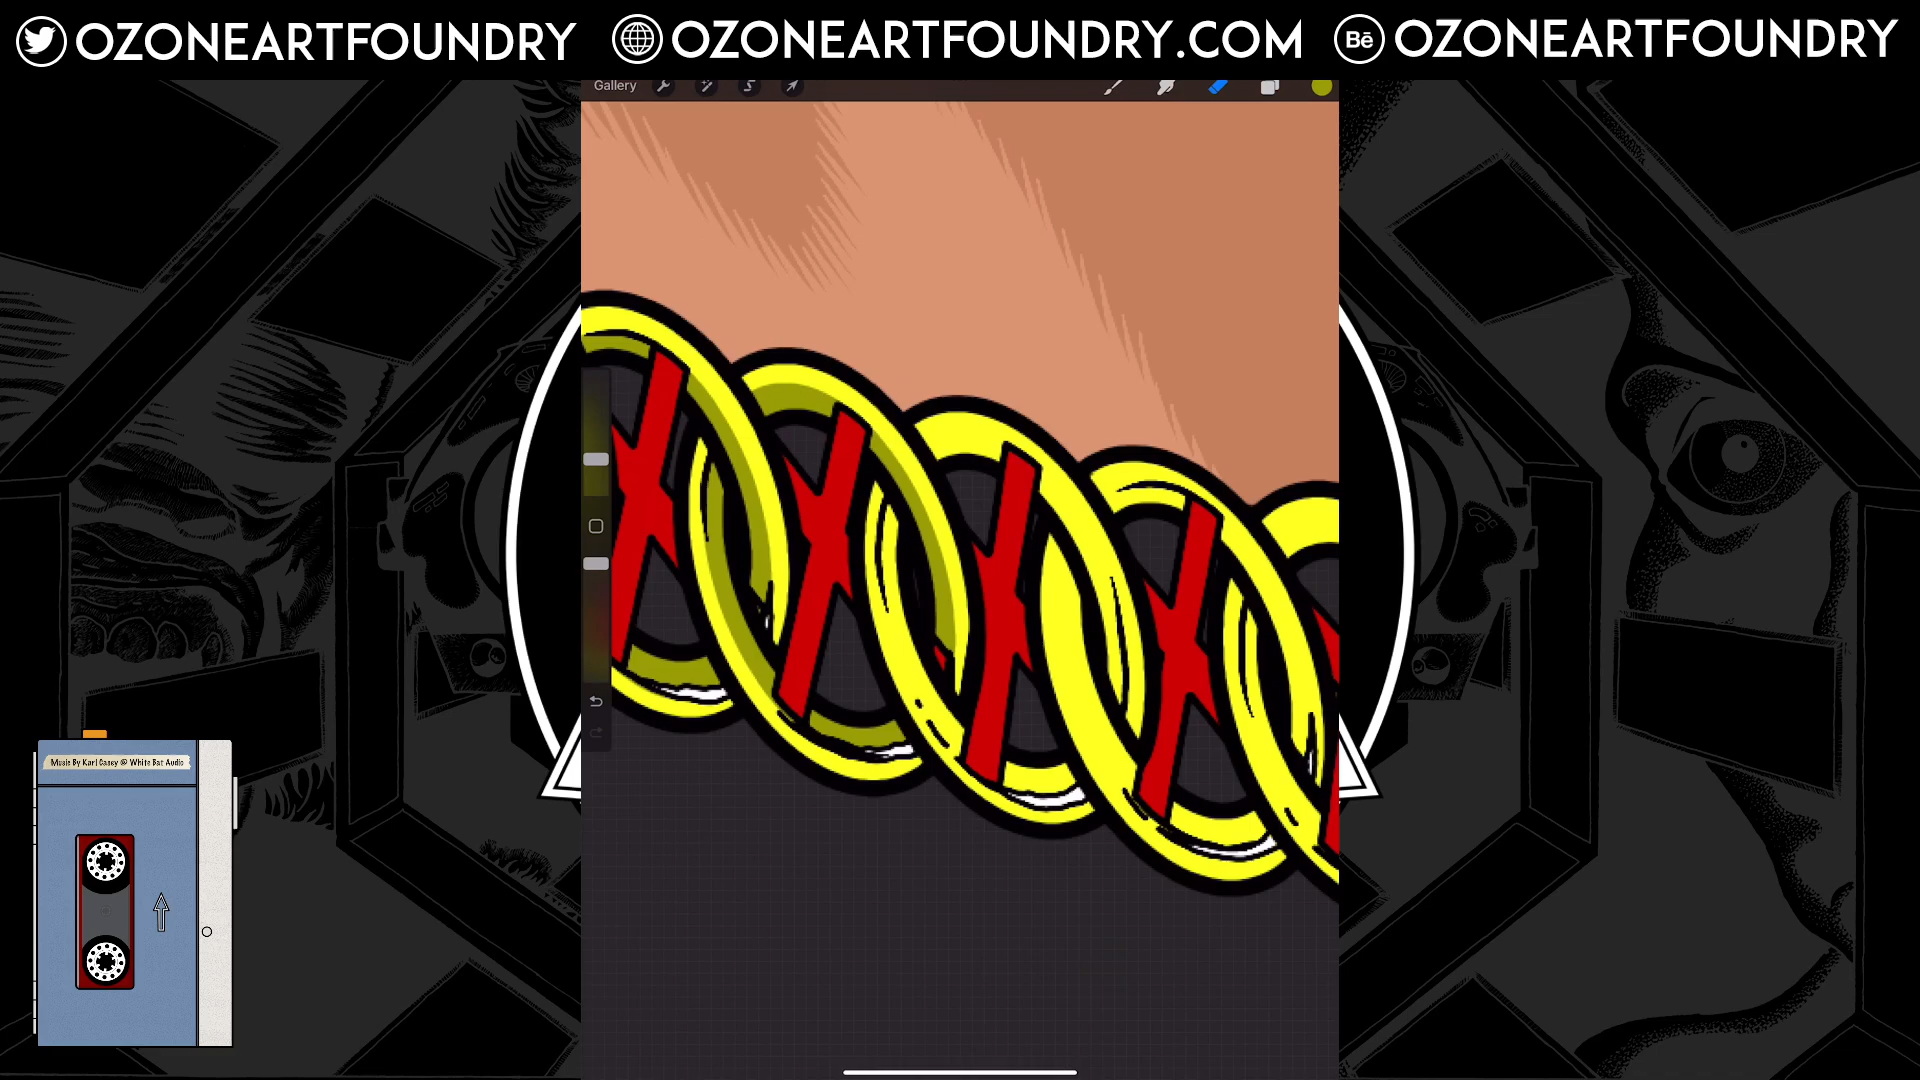 OZONEARTFOUNDRY
OZONEARTFOUNDRY.COM
Bē OZONEARTFOUNDRY
Gallery
Music By Karl Casey @ White Bat Audio